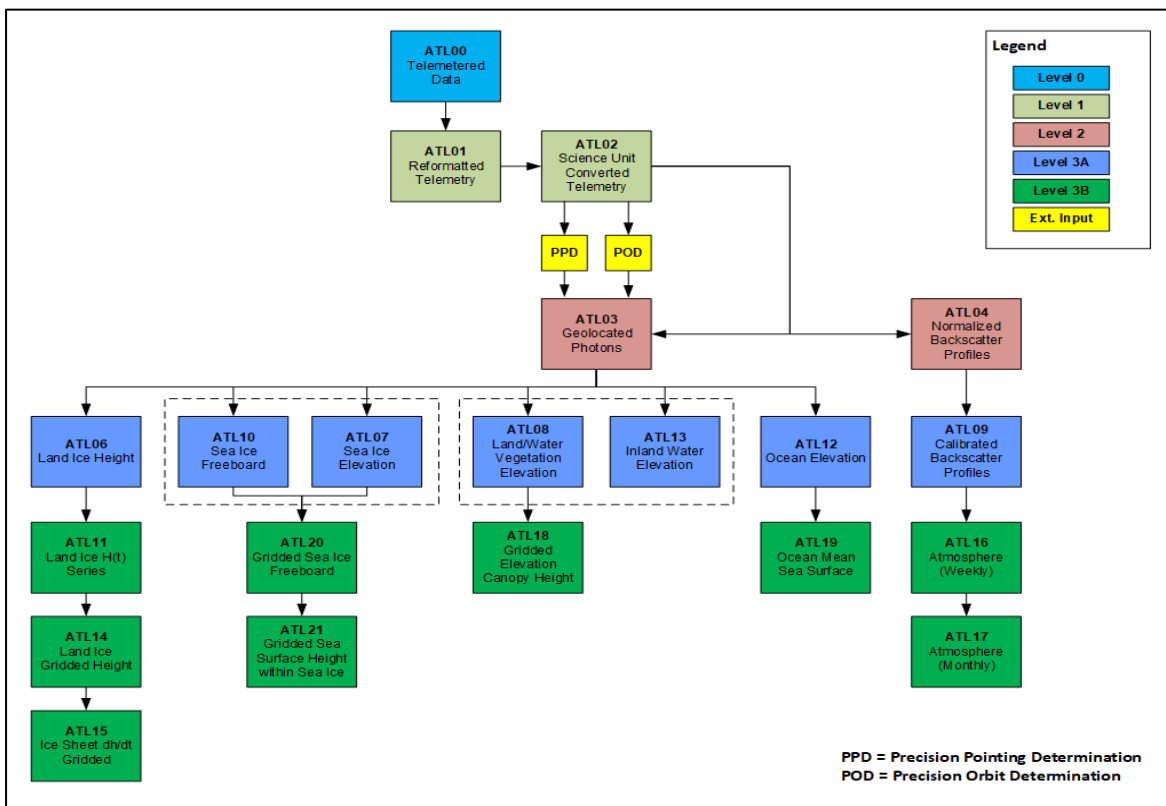 ATL00
Telemetered
Data
Legend
Level 0
Level 1
Level 2
Level 3A
Level 3B
Ext. Input
ATL01
Reformatted
Telemetry
ATL02
Science Unit
Converted
Telemetry
PPD
POD
ATL03
Geolocated
Photons
ATL04
Normalized
Backscatter
Profiles
ATL06
Land Ice Height
ATL10
Sea Ice
Freeboard
ATL07
Sea Ice
Elevation
ATL08
Land/Water
Vegetation
Elevation
ATL13
Inland Water
Elevation
ATL12
Ocean Elevation
ATL09
Calibrated
Backscatter
Profiles
ATL11
Land Ice H(t)
Series
ATL20
Gridded Sea Ice
Freeboard
ATL18
Gridded
Elevation
Canopy Height
ATL19
Ocean Mean
Sea Surface
ATL16
Atmosphere
(Weekly)
ATL14
Land Ice
Gridded Height
ATL21
Gridded Sea
Surface Height
within Sea Ice
ATL17
Atmosphere
(Monthly)
ATL15
Ice Sheet dh/dt
Gridded
PPD = Precision Pointing Determination
POD = Precision Orbit Determination